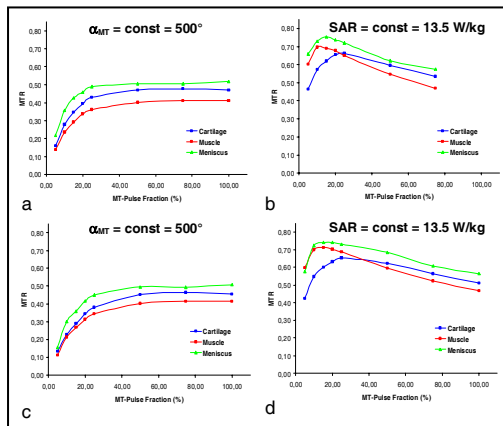 αMT = const = 500°
0,80
0,70
0,60
0,50
0,40
0,30
0,20
0,10
0,00
MTR
Cartilage
Muscle
Meniscus
0,00 20,00 40,00 60,00 80,00 100,00
MT-Pulse Fraction (%)
a
SAR = const = 13.5 W/kg
0,80
0,70
0,60
0,50
0,40
0,30
0,20
0,10
0,00
MTR
Cartilage
Muscle
Meniscus
0,00 20,00 40,00 60,00 80,00 100,00
MT-Pulse Fraction (%)
b
αMT = const = 500°
0,80
0,70
0,60
0,50
0,40
0,30
0,20
0,10
0,00
MTR
Cartilage
Muscle
Meniscus
0,00 20,00 40,00 60,00 80,00 100,00
MT-Pulse Fraction (%)
c
SAR = const = 13.5 W/kg
0,80
0,70
0,60
0,50
0,40
0,30
0,20
0,10
0,00
MTR
Cartilage
Muscle
Meniscus
0,00 20,00 40,00 60,00 80,00 100,00
MT-Pulse Fraction (%)
d